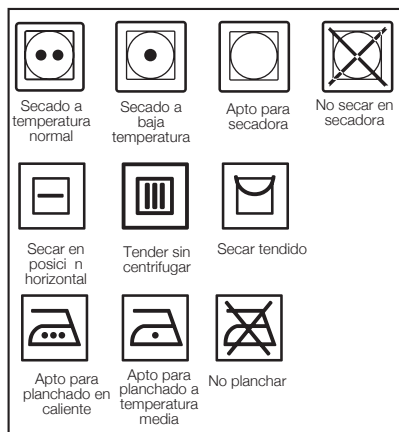 Secado a
temperatura
normal
Secado a
baja
temperatura
Apto para
secadora
No secar en
secadora
Secar en
posici n
horizontal
Tender sin
centrifugar
Secar tendido
Apto para
planchado en
caliente
Apto para
planchado a
temperatura
media
No planchar